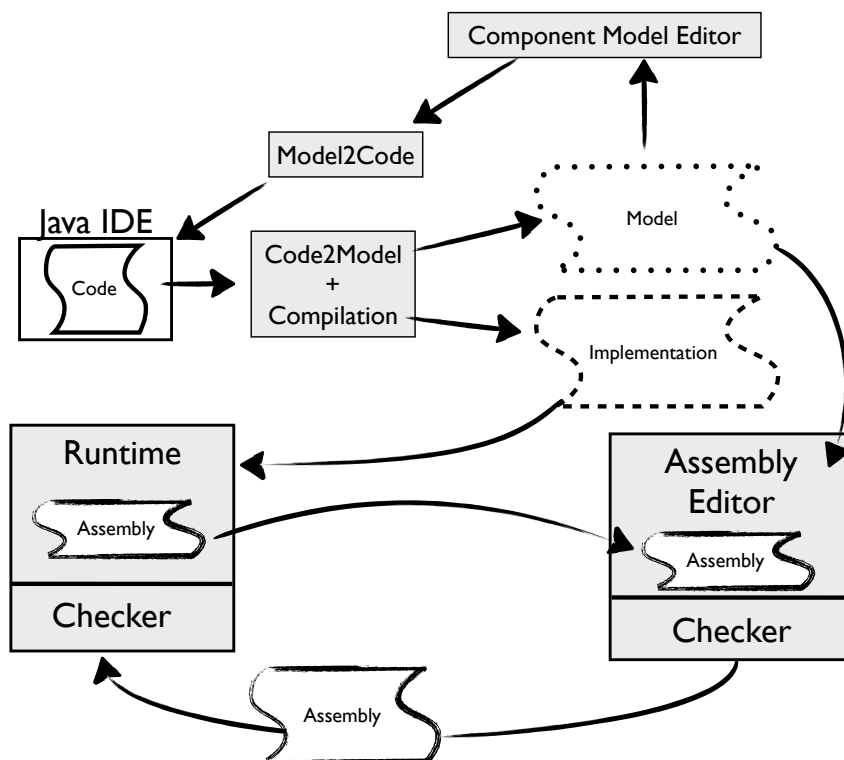 Component Model Editor
Model2Code
Java IDE
Code
Code2Model
+
Compilation
Model
Implementation
Runtime
Assembly
Checker
Assembly
Editor
Assembly
Checker
Assembly